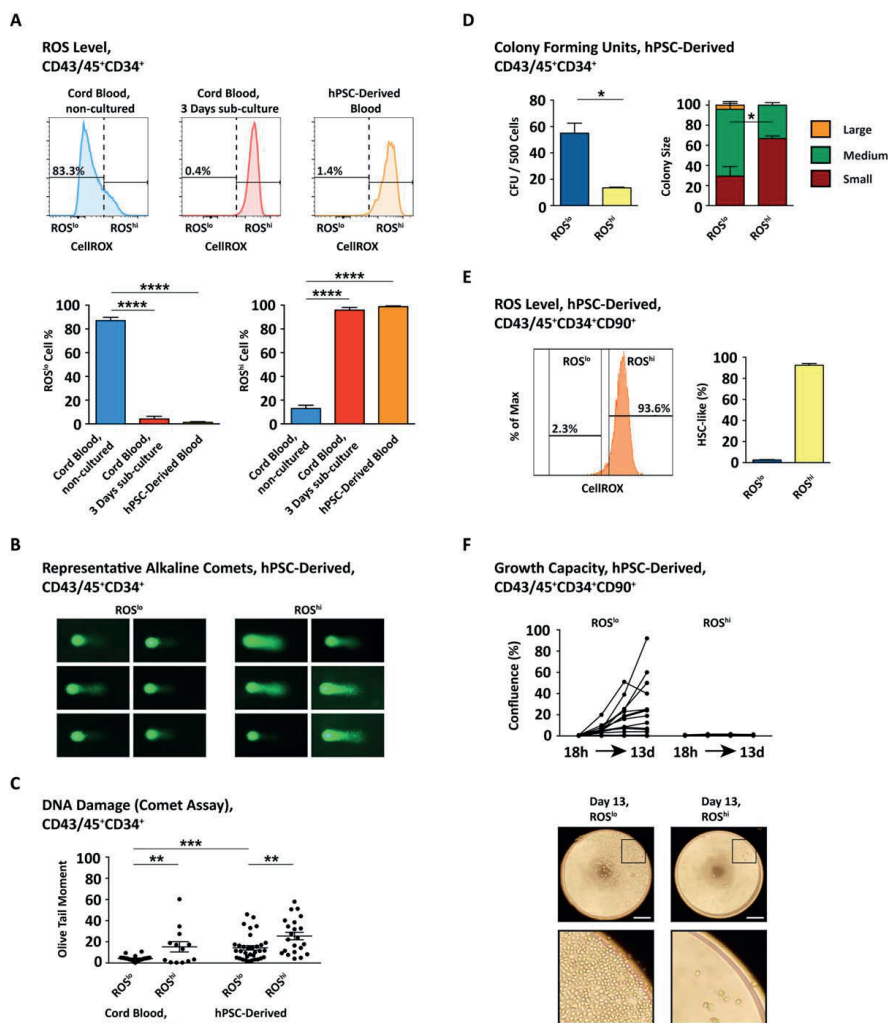 A
ROS Level,
CD43/45⁺CD34⁺
Cord Blood,
non-cultured
Cord Blood,
3 Days sub-culture
hPSC-Derived
Blood
83.3%
0.4%
1.4%
ROSˡᵒ
ROSʰⁱ
ROSˡᵒ
ROSʰⁱ
ROSˡᵒ
ROSʰⁱ
CellROX
CellROX
CellROX
ROSˡᵒ Cell %
100
80
60
40
20
0
****
****
Cord Blood,
non-cultured
Cord Blood,
3 Days sub-culture
hPSC-Derived Blood
ROSʰⁱ Cell %
100
80
60
40
20
0
****
****
Cord Blood,
non-cultured
Cord Blood,
3 Days sub-culture
hPSC-Derived Blood
B
Representative Alkaline Comets, hPSC-Derived,
CD43/45⁺CD34⁺
ROSˡᵒ
ROSʰⁱ
C
DNA Damage (Comet Assay),
CD43/45⁺CD34⁺
Olive Tail Moment
100
80
60
40
20
0
***
**
**
ROSˡᵒ
ROSʰⁱ
ROSˡᵒ
ROSʰⁱ
Cord Blood,
hPSC-Derived
D
Colony Forming Units, hPSC-Derived
CD43/45⁺CD34⁺
CFU / 500 Cells
80
60
40
20
0
*
ROSˡᵒ
ROSʰⁱ
Colony Size
100
80
60
40
20
0
*
ROSˡᵒ
ROSʰⁱ
Large
Medium
Small
E
ROS Level, hPSC-Derived,
CD43/45⁺CD34⁺CD90⁺
% of Max
ROSˡᵒ
ROSʰⁱ
2.3%
93.6%
CellROX
HSC-like (%)
100
80
60
40
20
0
ROSˡᵒ
ROSʰⁱ
F
Growth Capacity, hPSC-Derived,
CD43/45⁺CD34⁺CD90⁺
Confluence (%)
100
80
60
40
20
0
ROSˡᵒ
ROSʰⁱ
18h
13d
18h
13d
Day 13,
ROSˡᵒ
Day 13,
ROSʰⁱ